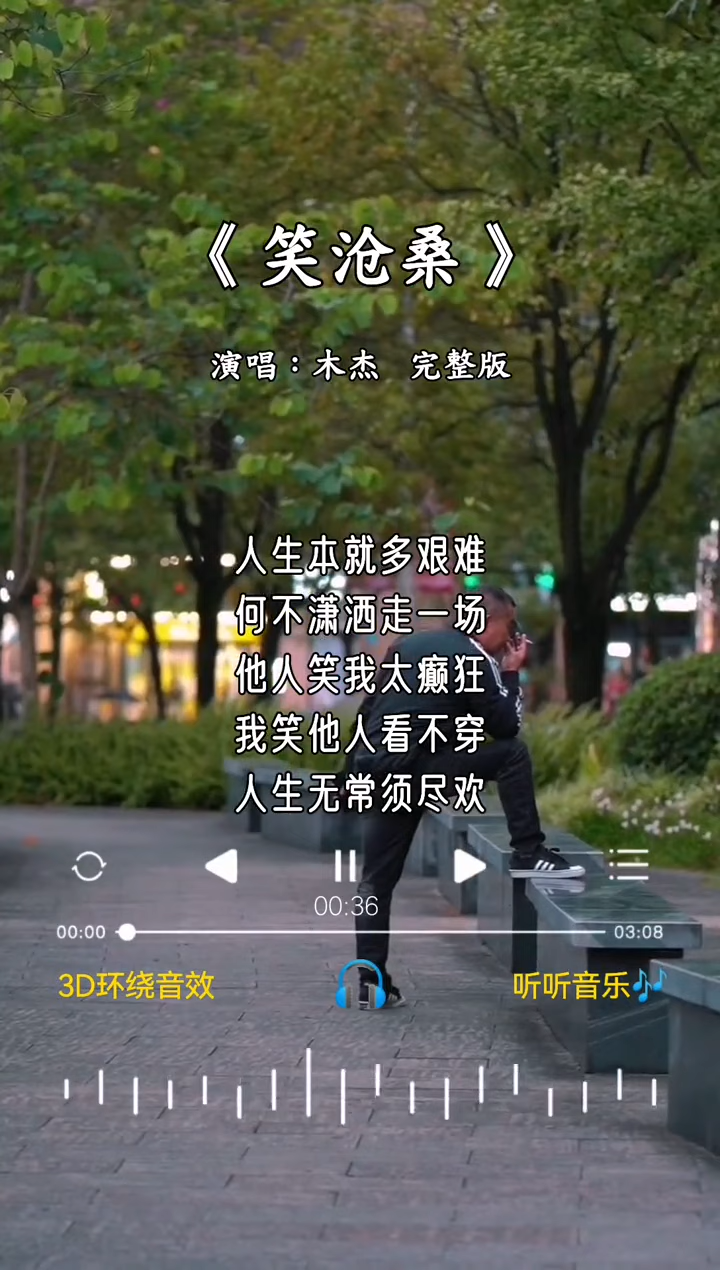 《笑沧桑》
演唱：木杰 完整版
人生本就多艰难
何不潇洒走一场
他人笑我太癫狂
我笑他人看不穿
人生无常须尽欢
00:36
00:00 03:08
3D环绕音效 听听音乐